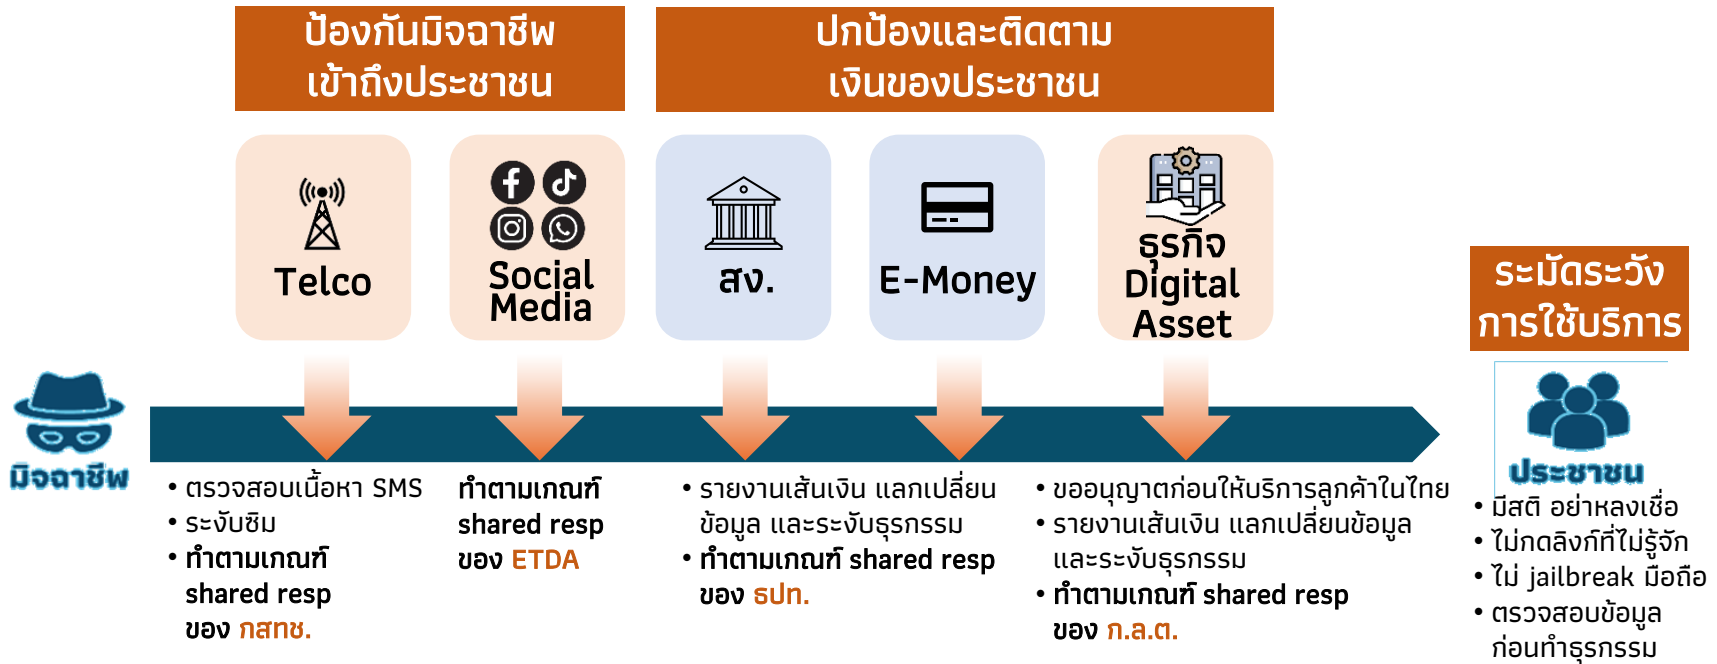 ป้องกันมิจฉาชีพ
เข้าถึงประชาชน
ปกป้องและติดตาม
เงินของประชาชน
Telco
Social
Media
สง.
E-Money
ธุรกิจ
Digital
Asset
ระมัดระวัง
การใช้บริการ
มิจฉาชีพ
ประชาชน
• ตรวจสอบเนื้อหา SMS
• ระงับซิม
• ทำตามเกณฑ์
shared resp
ของ กสทช.
ทำตามเกณฑ์
shared resp
ของ ETDA
• รายงานเส้นเงิน แลกเปลี่ยน
ข้อมูล และระงับธุรกรรม
• ทำตามเกณฑ์ shared resp
ของ ธปท.
• ขออนุญาตก่อนให้บริการลูกค้าในไทย
• รายงานเส้นเงิน แลกเปลี่ยนข้อมูล
และระงับธุรกรรม
• ทำตามเกณฑ์ shared resp
ของ ก.ล.ต.
• มีสติ อย่าหลงเชื่อ
• ไม่กดลิงก์ที่ไม่รู้จัก
• ไม่ jailbreak มือถือ
• ตรวจสอบข้อมูล
ก่อนทำธุรกรรม